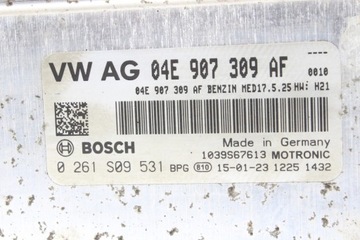 ----
VW AG 04E 907 309 AF 0010
04E 907 309 AF BENZIN MED17.5.25 HW: H21
BOSCH
Made in Germany
1039S67613 MOTRONIC
0 261 S09 531 BPG 810 15-01-23 1225 1432